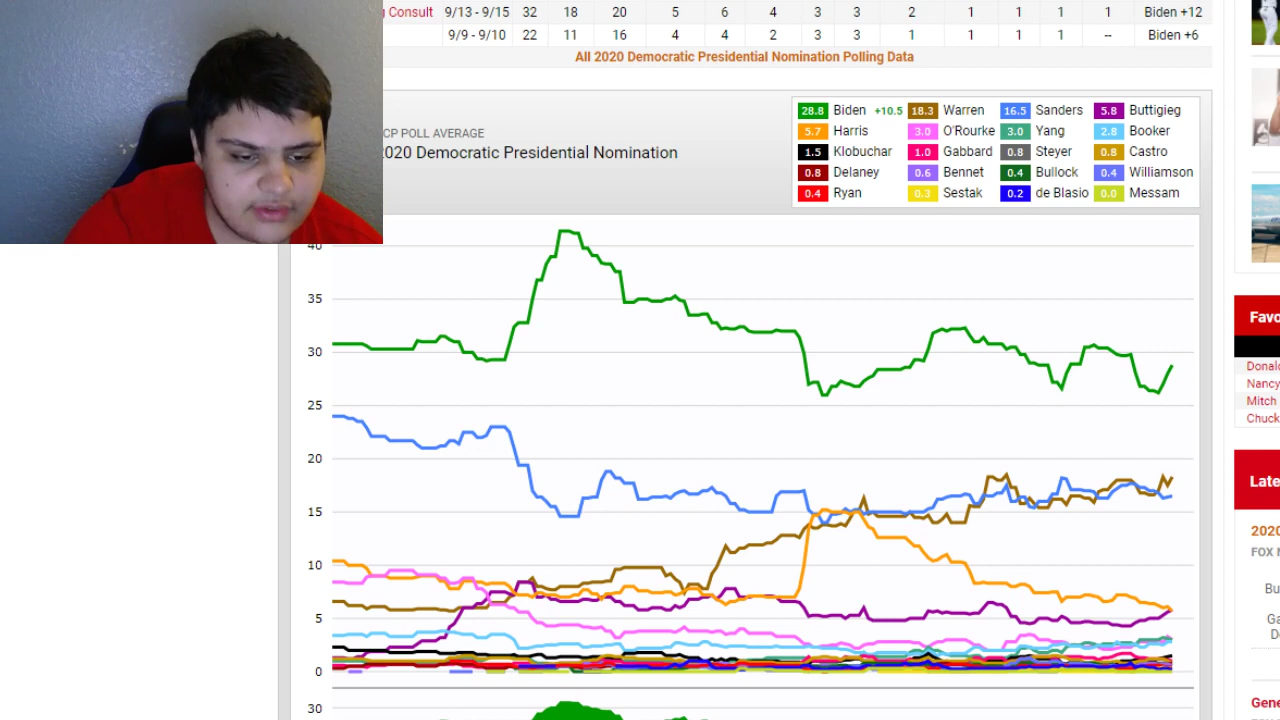 Consult 9/13 - 9/15 32 18 20 5 6 4 3 3 2 1 1 1 1 Biden +12
9/9 - 9/10 22 11 16 4 4 2 3 3 1 1 1 1 -- Biden +6
All 2020 Democratic Presidential Nomination Polling Data
CP POLL AVERAGE
2020 Democratic Presidential Nomination
28.8 Biden +10.5 18.3 Warren 16.5 Sanders 5.8 Buttigieg
5.7 Harris 3.0 O'Rourke 3.0 Yang 2.8 Booker
1.5 Klobuchar 1.0 Gabbard 0.8 Steyer 0.8 Castro
0.8 Delaney 0.6 Bennet 0.4 Bullock 0.4 Williamson
0.4 Ryan 0.3 Sestak 0.2 de Blasio 0.0 Messam
40
35
30
25
20
15
10
5
0
30
Favo
Donal
Nancy
Mitch
Chuck
Late
2020
FOX
Bu
Ga
D
Gene